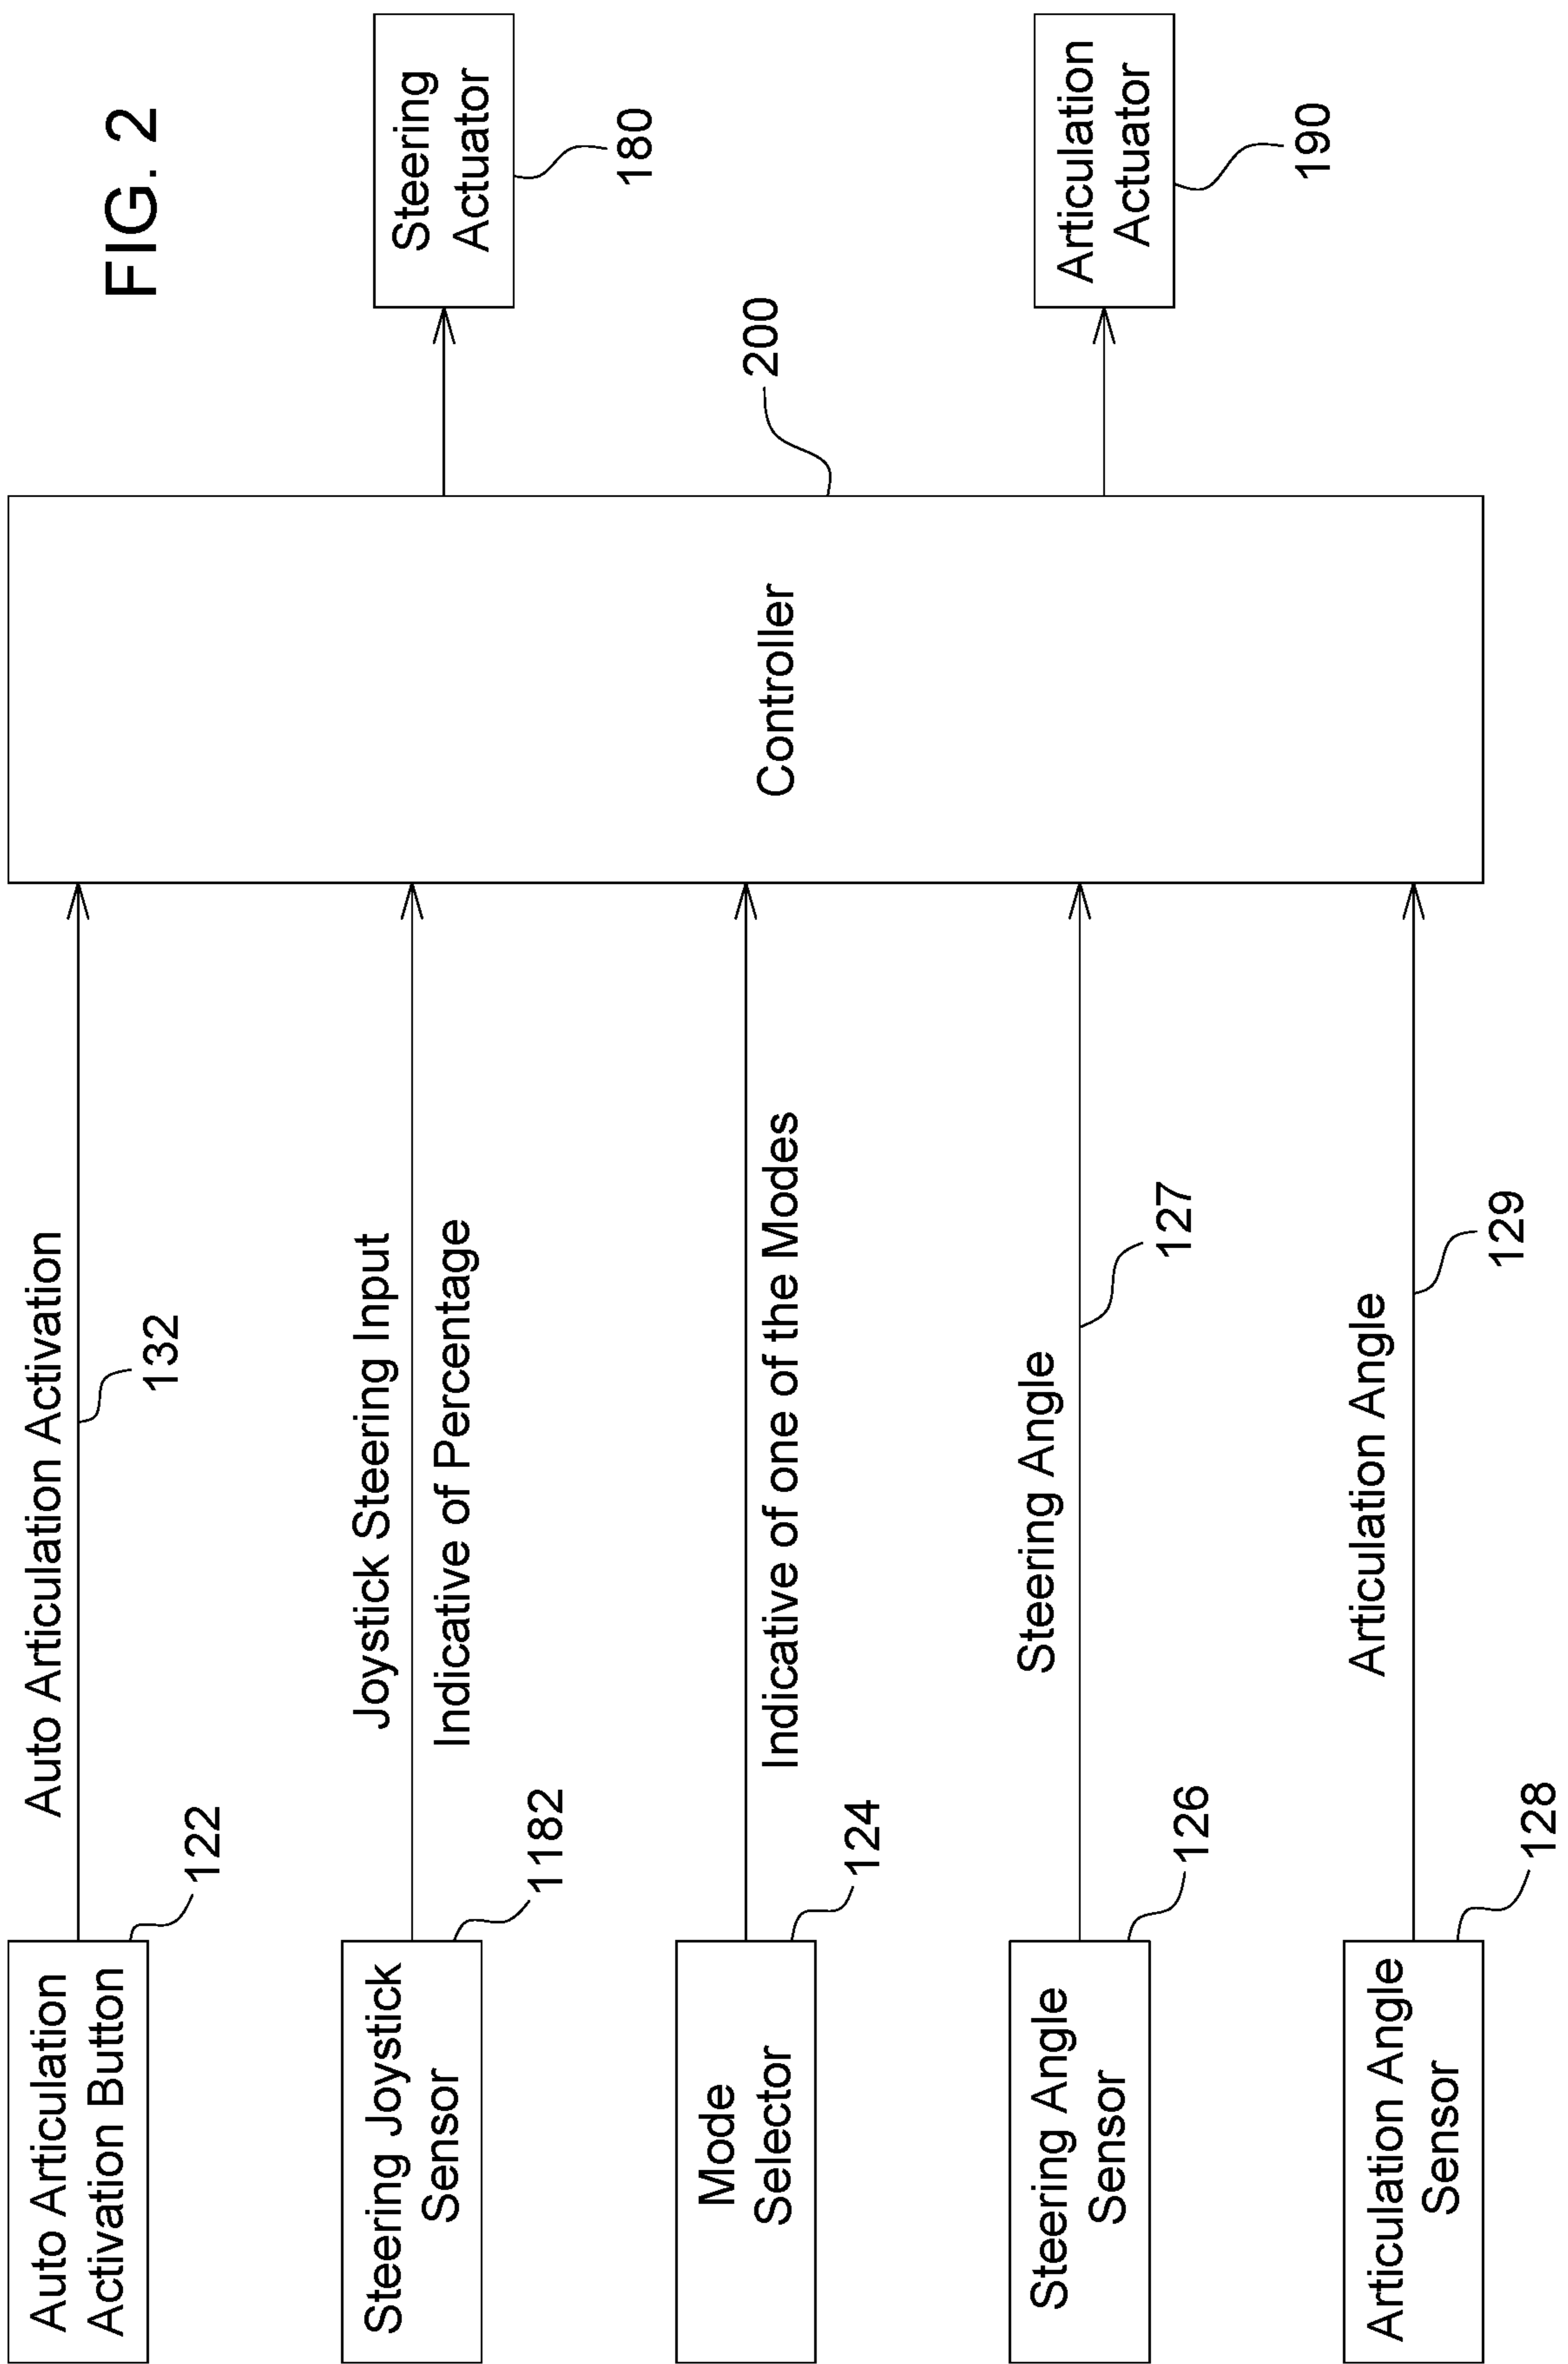 FIG. 2
Auto Articulation
Activation Button
122
Auto Articulation Activation
132
Steering Joystick
Sensor
1182
Joystick Steering Input
Indicative of Percentage
Mode
Selector
124
Indicative of one of the Modes
Steering Angle
Sensor
126
Steering Angle
127
Articulation Angle
Sensor
128
Articulation Angle
129
Controller
200
Steering
Actuator
180
Articulation
Actuator
190